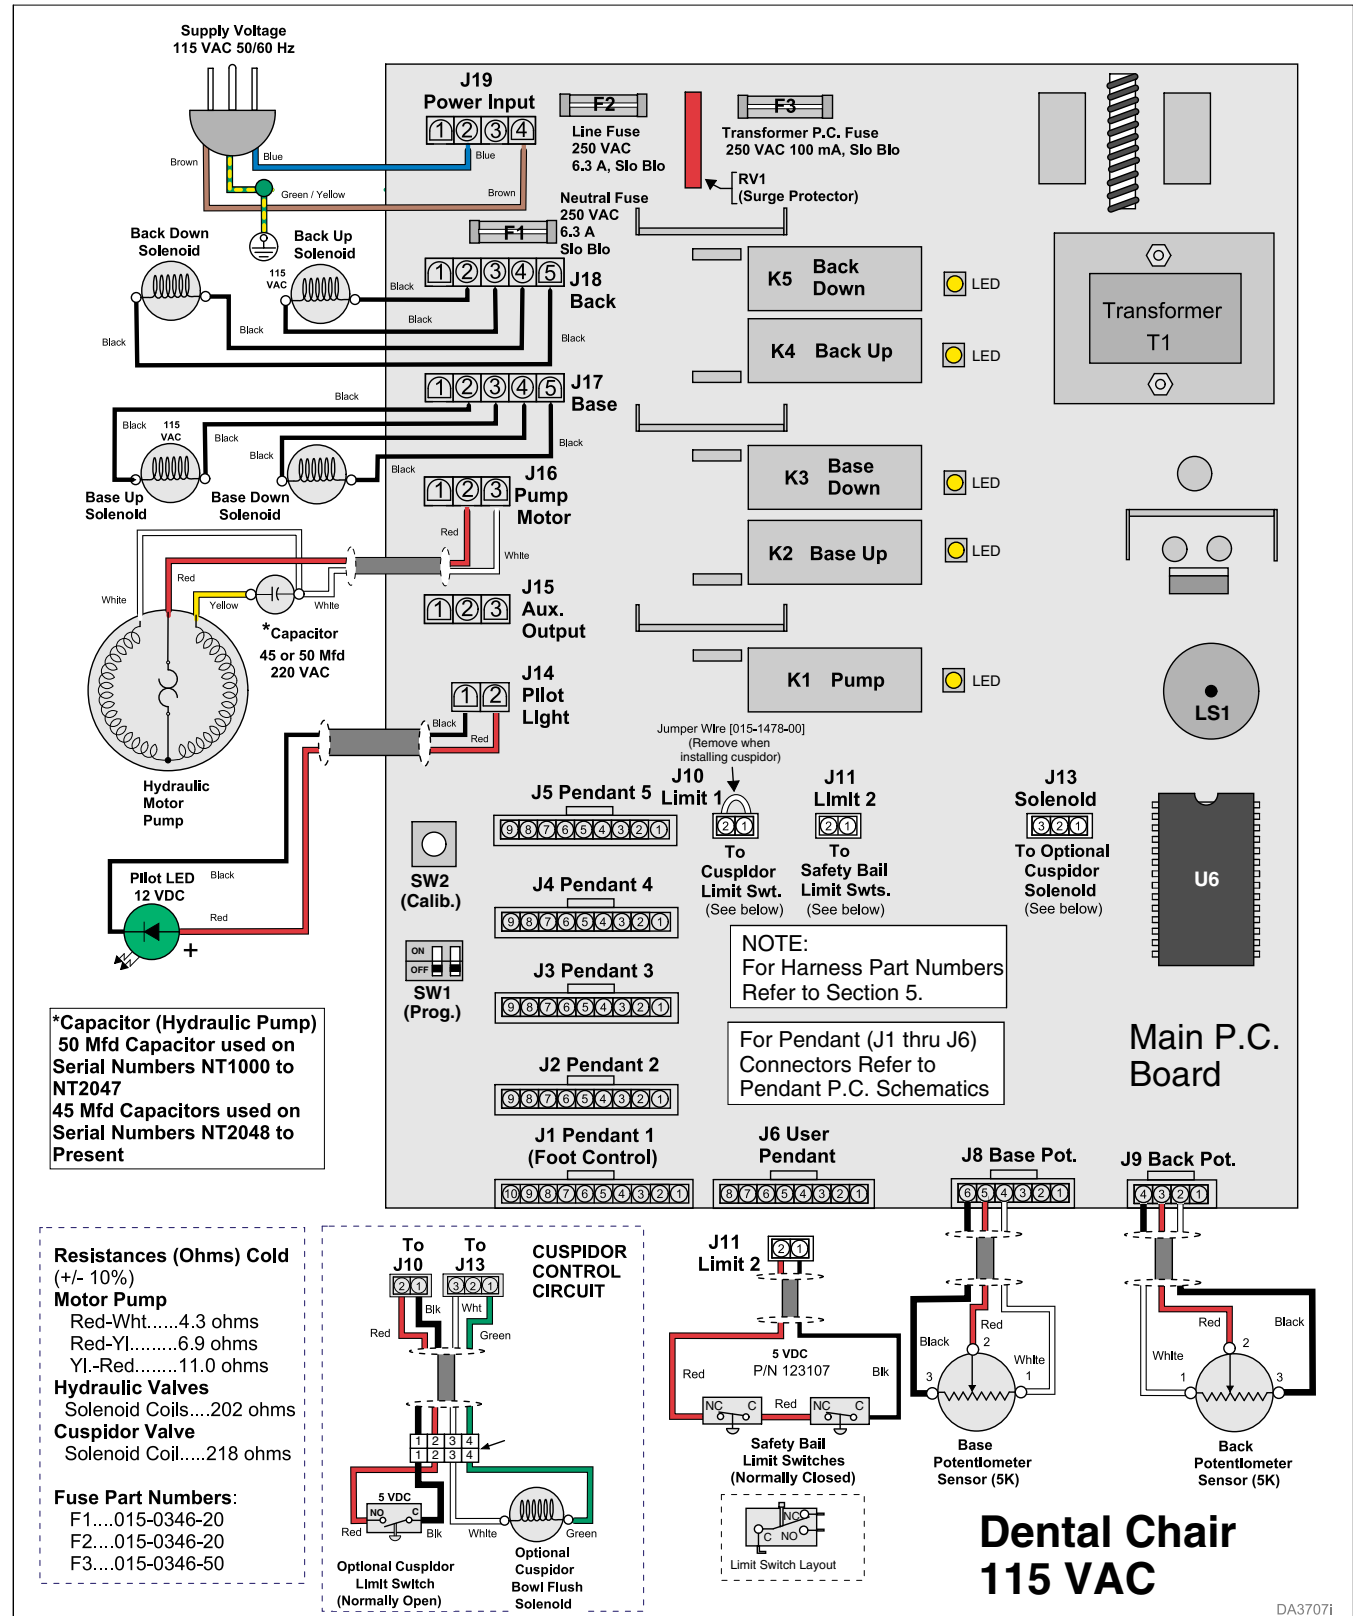 Supply Voltage
115 VAC 50/60 Hz
Brown
Blue
Green / Yellow
J19
Power Input
1 2 3 4
Blue
Brown
F2
Line Fuse
250 VAC
6.3 A, Slo Blo
F3
Transformer P.C. Fuse
250 VAC 100 mA, Slo Blo
RV1
(Surge Protector)
Neutral Fuse
250 VAC
6.3 A
Slo Blo
F1
Back Down
Solenoid
Back Up
Solenoid
115
VAC
1 2 3 4 5
J18
Back
Black
Black
Black
Black
Black
K5 Back
Down
LED
K4 Back Up
LED
Transformer
T1
1 2 3 4 5
J17
Base
Black
Black
115
VAC
Black
Black
Black
Black
Base Up
Solenoid
Base Down
Solenoid
K3 Base
Down
LED
K2 Base Up
LED
J16
Pump
Motor
1 2 3
Red
White
Red
White
Yellow
White
*Capacitor
45 or 50 Mfd
220 VAC
J15
Aux.
Output
1 2 3
K1 Pump
LED
LS1
J14
Pilot
Light
1 2
Black
Red
Hydraulic
Motor
Pump
Jumper Wire [015-1478-00]
(Remove when
installing cuspidor)
J10
Limit 1
2 1
To
Cuspidor
Limit Swt.
(See below)
J11
Limit 2
2 1
To
Safety Bail
Limit Swts.
(See below)
J13
Solenoid
3 2 1
To Optional
Cuspidor
Solenoid
(See below)
U6
J5 Pendant 5
9 8 7 6 5 4 3 2 1
SW2
(Calib.)
J4 Pendant 4
9 8 7 6 5 4 3 2 1
Pilot LED
12 VDC
Black
Red
+
ON
OFF
SW1
(Prog.)
J3 Pendant 3
9 8 7 6 5 4 3 2 1
NOTE:
For Harness Part Numbers
Refer to Section 5.
For Pendant (J1 thru J6)
Connectors Refer to
Pendant P.C. Schematics
Main P.C.
Board
*Capacitor (Hydraulic Pump)
50 Mfd Capacitor used on
Serial Numbers NT1000 to
NT2047
45 Mfd Capacitors used on
Serial Numbers NT2048 to
Present
J2 Pendant 2
9 8 7 6 5 4 3 2 1
J1 Pendant 1
(Foot Control)
10 9 8 7 6 5 4 3 2 1
J6 User
Pendant
8 7 6 5 4 3 2 1
J8 Base Pot.
6 5 4 3 2 1
J9 Back Pot.
4 3 2 1
Resistances (Ohms) Cold
(+/- 10%)
Motor Pump
Red-Wht......4.3 ohms
Red-Yl.........6.9 ohms
Yl.-Red........11.0 ohms
Hydraulic Valves
Solenoid Coils....202 ohms
Cuspidor Valve
Solenoid Coil.....218 ohms
Fuse Part Numbers:
F1....015-0346-20
F2....015-0346-20
F3....015-0346-50
To
J10
2 1
To
J13
3 2 1
CUSPIDOR
CONTROL
CIRCUIT
Red
Blk
Wht
Green
1 2 3 4
1 2 3 4
5 VDC
NO C
Red
Blk
White
Green
Optional Cuspidor
Limit Switch
(Normally Open)
Optional
Cuspidor
Bowl Flush
Solenoid
J11
Limit 2
2 1
5 VDC
P/N 123107
Red
Blk
NC C
Red
NC C
Safety Bail
Limit Switches
(Normally Closed)
NC
C NO
Limit Switch Layout
Black
Red
White
2
3
1
Base
Potentiometer
Sensor (5K)
White
Red
Black
2
1
3
Back
Potentiometer
Sensor (5K)
Dental Chair
115 VAC
DA3707i